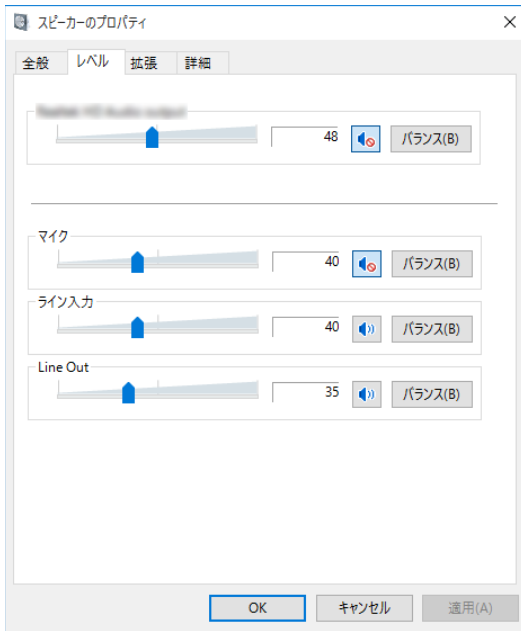 スピーカーのプロパティ
全般 レベル 拡張 詳細
48 バランス(B)
マイク
40 バランス(B)
ライン入力
40 バランス(B)
Line Out
35 バランス(B)
OK キャンセル 適用(A)